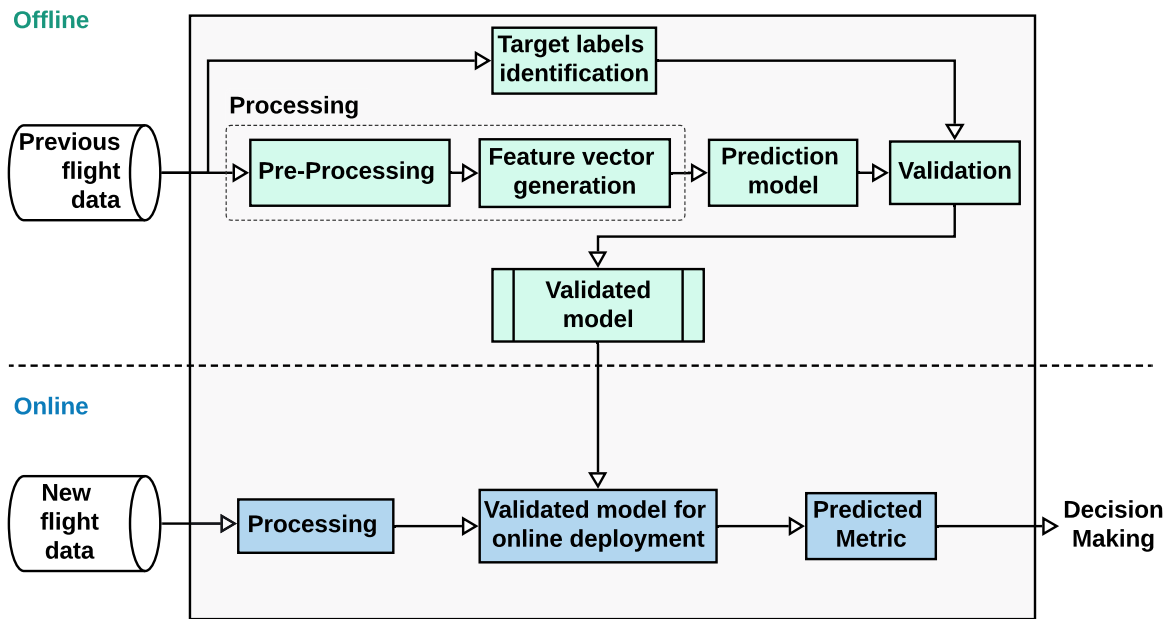 Offline
Target labels
identification
Processing
Previous
flight
data
Pre-Processing
Feature vector
generation
Prediction
model
Validation
Validated
model
Online
New
flight
data
Processing
Validated model for
online deployment
Predicted
Metric
Decision
Making